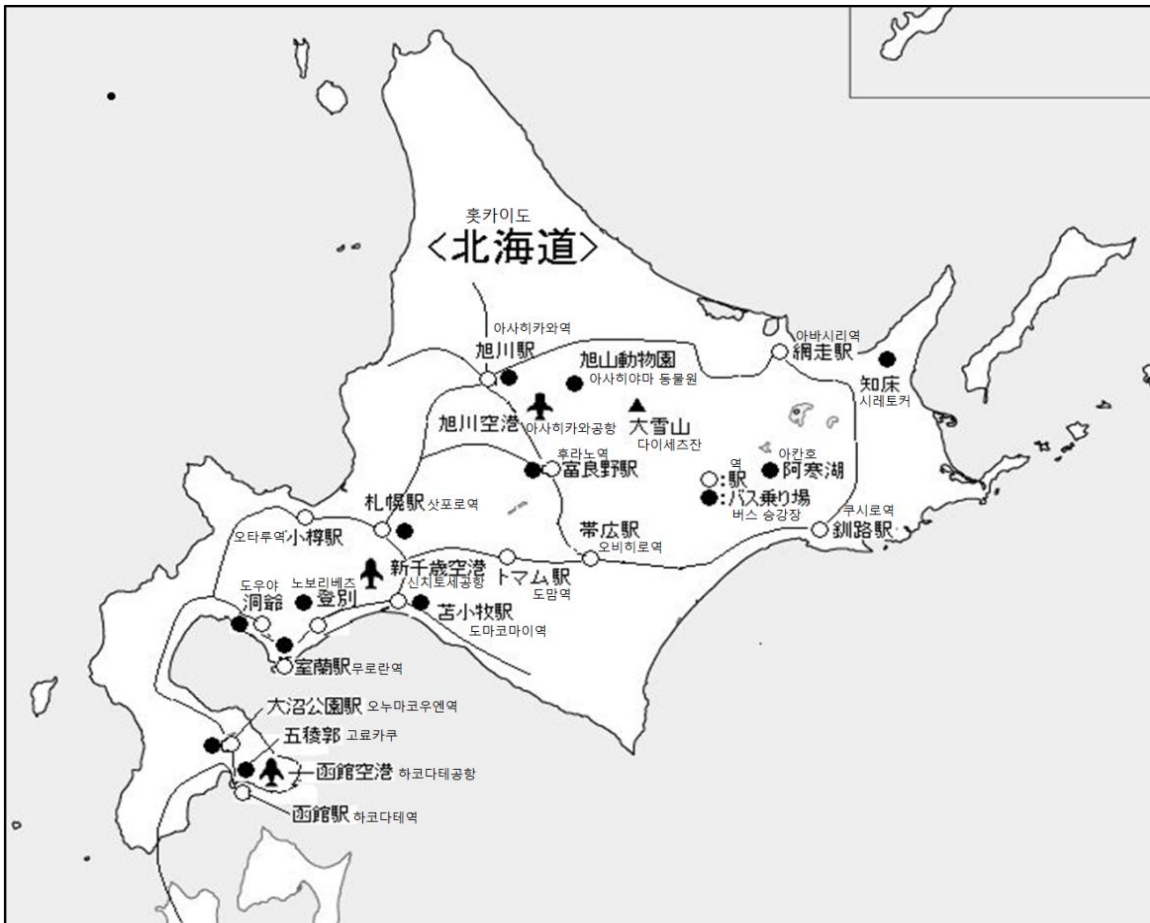 홋카이도
<北海道>
아사히카와역
旭川駅
旭山動物園
아사히야마 동물원
아바시리역
網走駅
知床
시레토커
旭川空港
아사히카와공항
大雪山
다이세츠잔
후라노역
富良野駅
역
○:駅
●:バス乗り場
버스 승강장
아칸호
阿寒湖
札幌駅 삿포로역
오타루역 小樽駅
帯広駅
오비히로역
쿠시로역
釧路駅
新千歳空港
신치토세공항
トマム駅
도맘역
도우야
洞爺
노보리베즈
登別
苫小牧駅
도마코마이역
室蘭駅 무로란역
大沼公園駅 오누마코우엔역
五稜郭 고료카쿠
函館空港 하코다테공항
函館駅 하코다테역